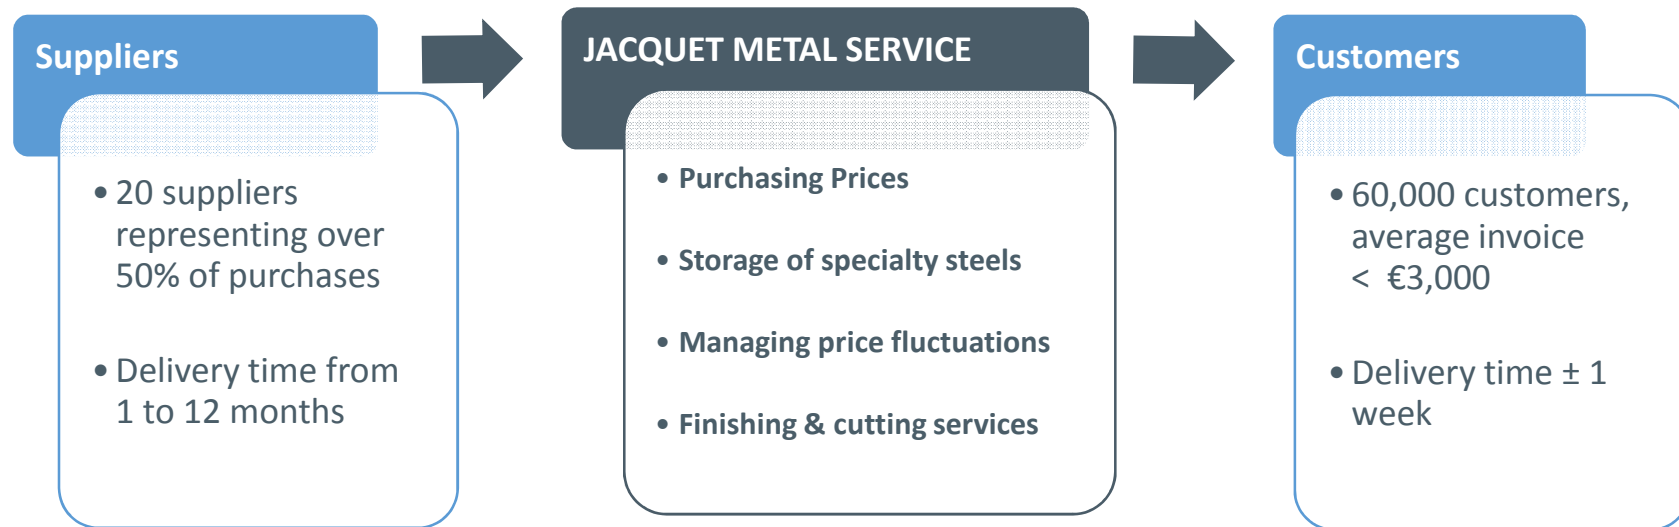 Suppliers
• 20 suppliers
representing over
50% of purchases
• Delivery time from
1 to 12 months
JACQUET METAL SERVICE
• Purchasing Prices
• Storage of specialty steels
• Managing price fluctuations
• Finishing & cutting services
Customers
• 60,000 customers,
average invoice
< €3,000
• Delivery time ± 1
week